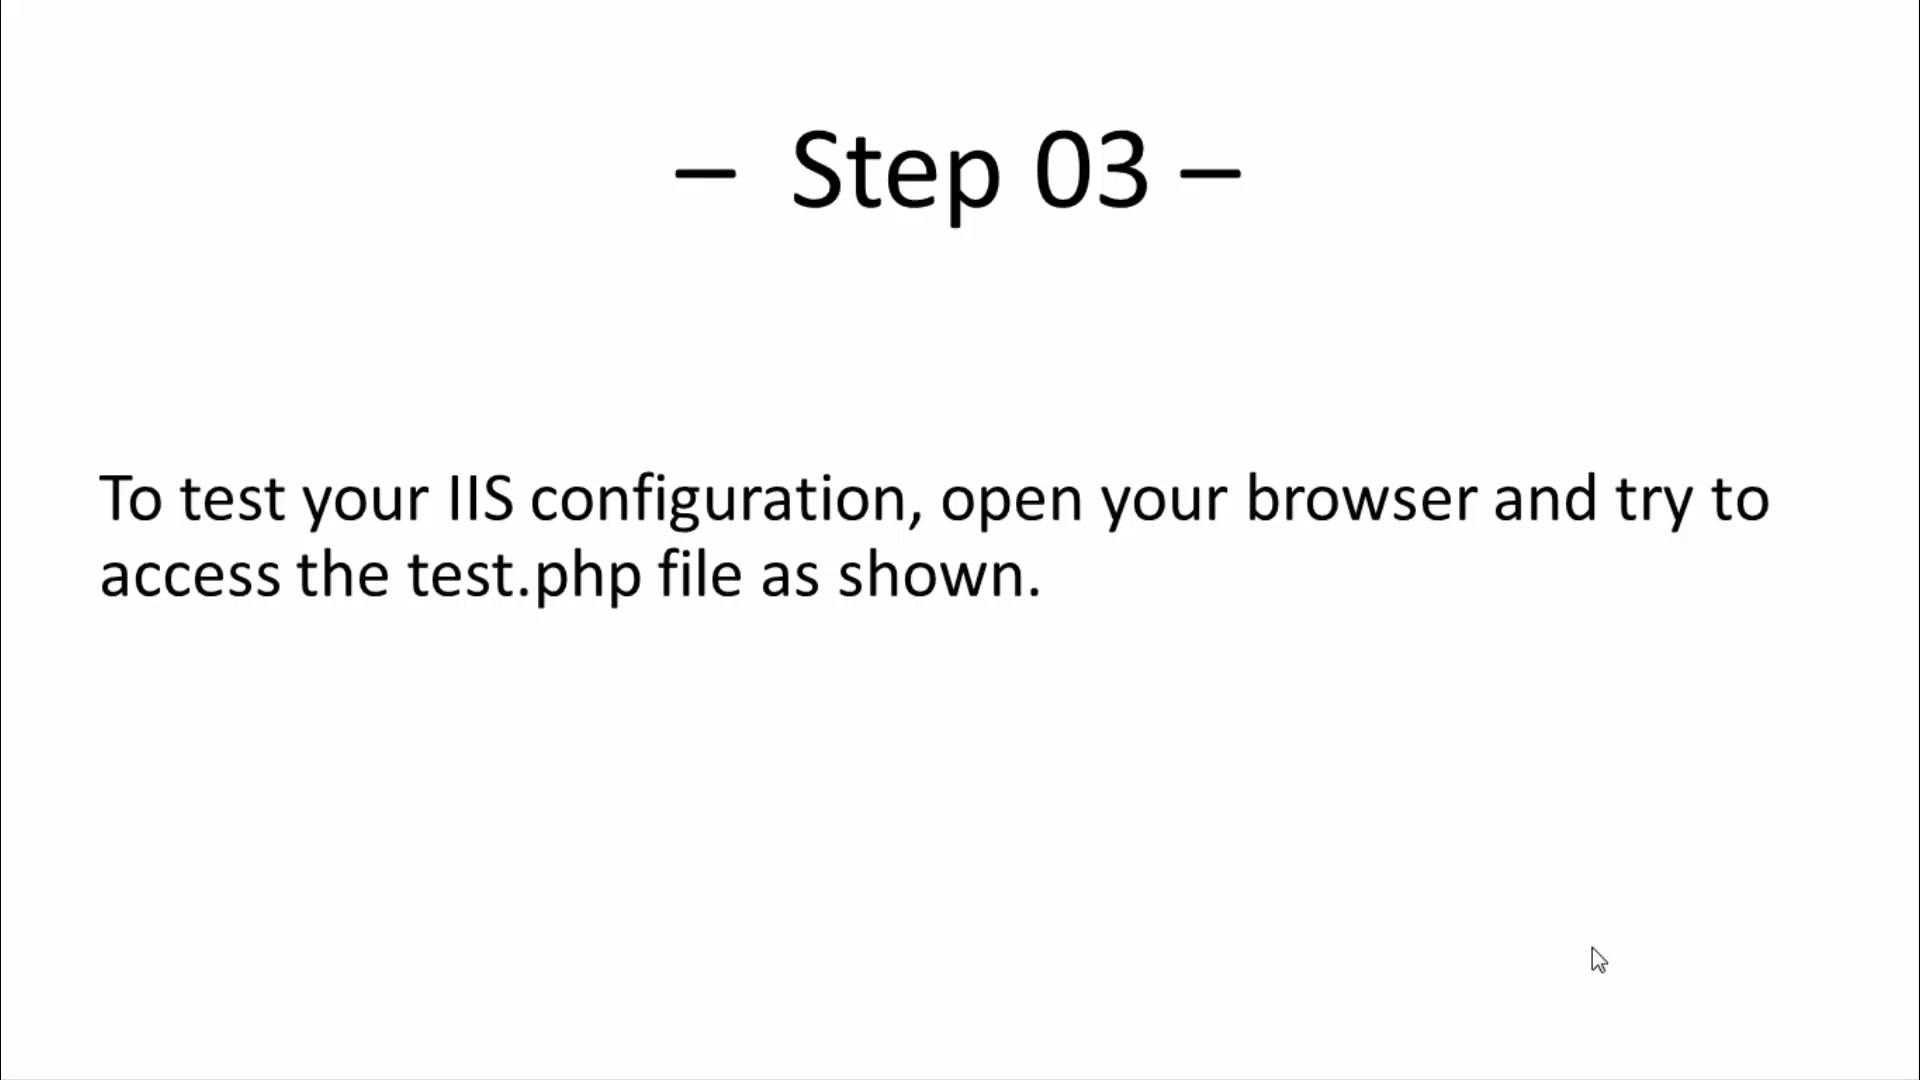 – Step 03 –
To test your IIS configuration, open your browser and try to
access the test.php file as shown.